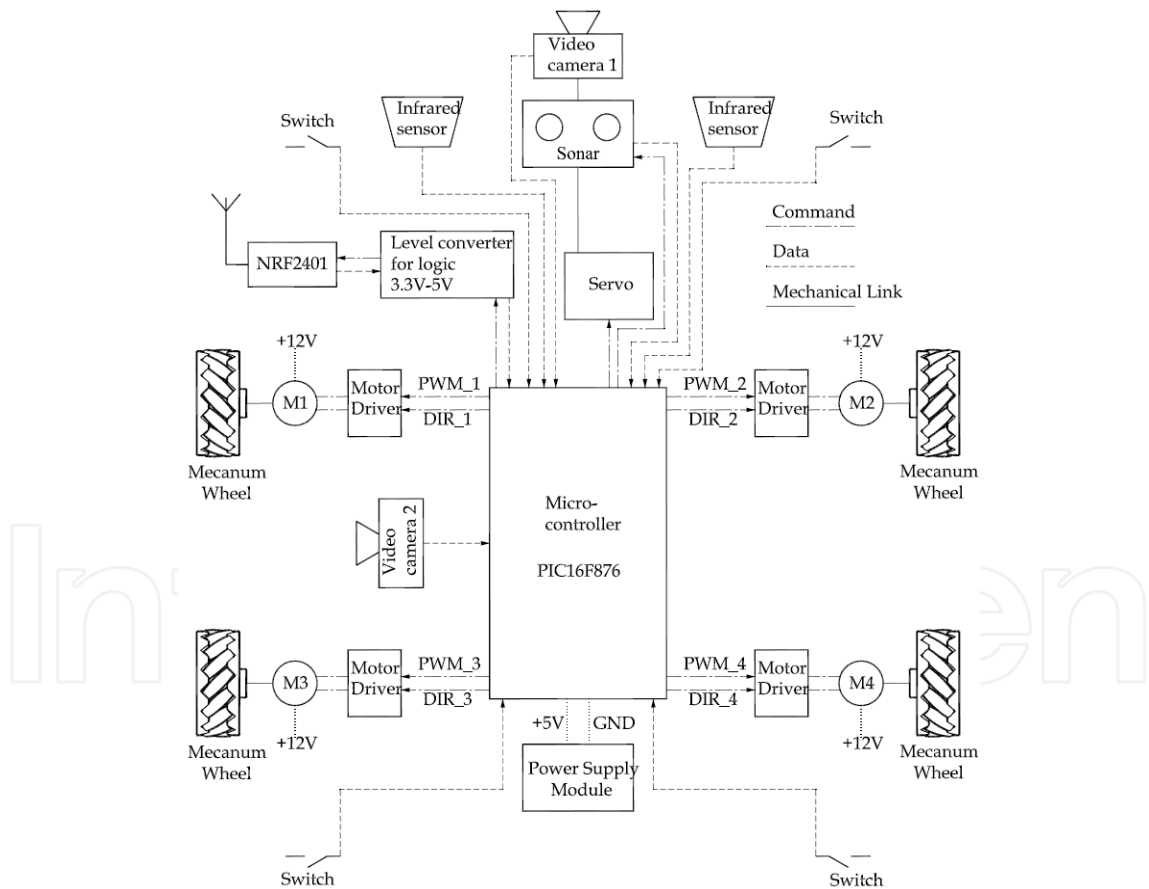 Video
camera 1
Infrared
sensor
Infrared
sensor
Switch
Switch
Sonar
Command
Level converter
for logic
3.3V-5V
NRF2401
Data
Servo
Mechanical Link
+12V
+12V
PWM_1
PWM_2
Motor
Driver
Motor
Driver
M1
M2
DIR_1
DIR_2
Mecanum
Wheel
Mecanum
Wheel
Micro-
controller
PIC16F876
Video
camera 2
PWM_3
PWM_4
Motor
Driver
Motor
Driver
M3
M4
DIR_3
DIR_4
+5V
GND
+12V
+12V
Mecanum
Wheel
Mecanum
Wheel
Power Supply
Module
Switch
Switch